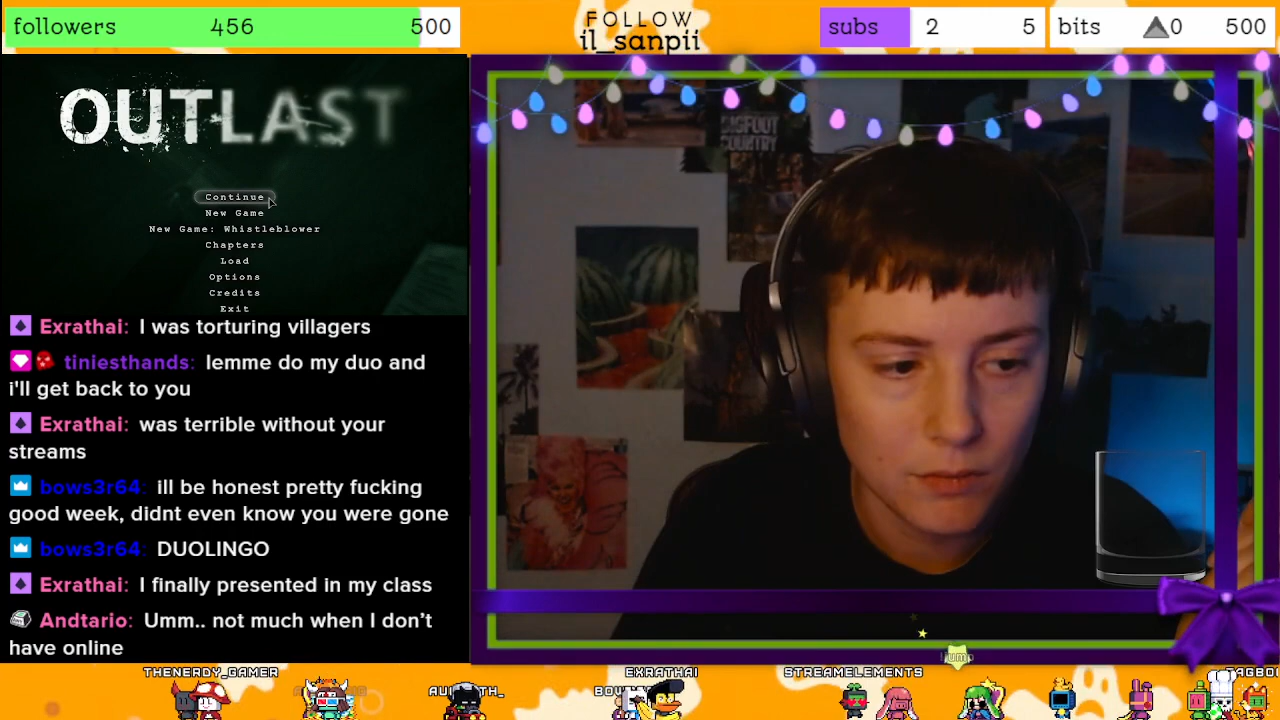 followers 456 500
FOLLOW
il_sanpii
subs 2 5
bits 0 500
OUTLAST
Continue
New Game
New Game: Whistleblower
Chapters
Load
Options
Credits
Exit
BIGFOOT
COUNTRY
Exrathai: I was torturing villagers
tiniesthands: lemme do my duo and
i'll get back to you
Exrathai: was terrible without your
streams
bows3r64: ill be honest pretty fucking
good week, didnt even know you were gone
bows3r64: DUOLINGO
Exrathai: I finally presented in my class
Andtario: Umm.. not much when I don't
have online
!jump
THENERDY_GAMER
EXRATHAI
STREAMELEMENTS